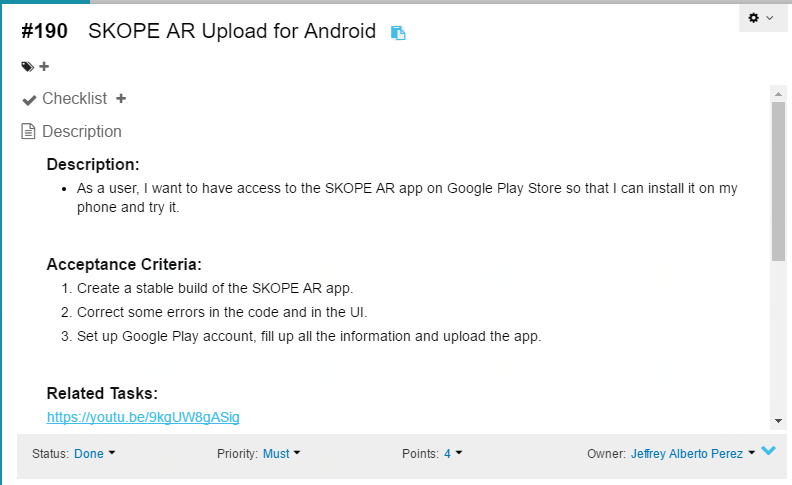 #190 SKOPE AR Upload for Android
Checklist
Description
Description:
As a user, I want to have access to the SKOPE AR app on Google Play Store so that I can install it on my
phone and try it.
Acceptance Criteria:
1. Create a stable build of the SKOPE AR app.
2. Correct some errors in the code and in the UI.
3. Set up Google Play account, fill up all the information and upload the app.
Related Tasks:
https://youtu.be/9kgUW8gASig
Status: Done Priority: Must Points: 4 Owner: Jeffrey Alberto Perez